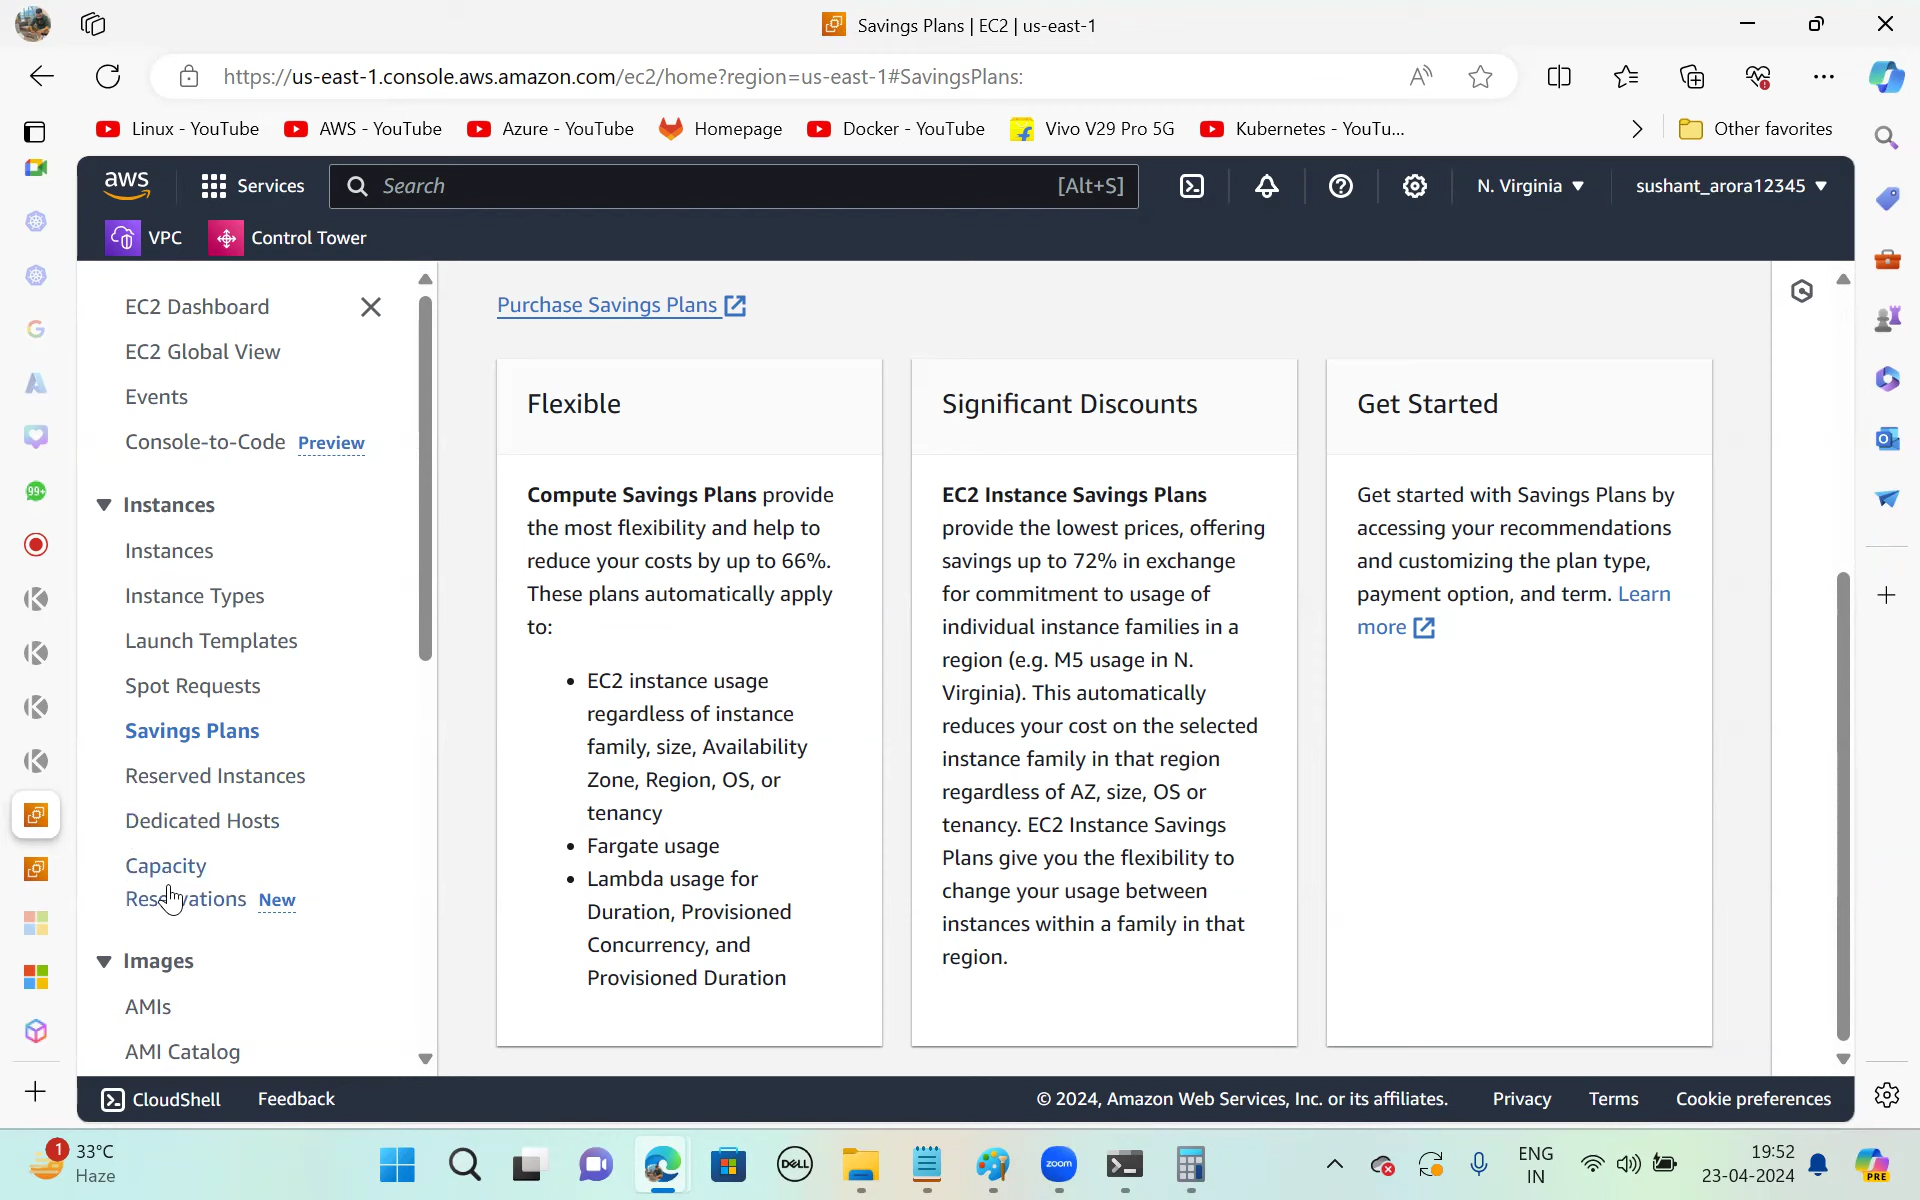 Savings Plans | EC2 | us-east-1
https://us-east-1.console.aws.amazon.com/ec2/home?region=us-east-1#SavingsPlans:
Linux - YouTube
AWS - YouTube
Azure - YouTube
Homepage
Docker - YouTube
Vivo V29 Pro 5G
Kubernetes - YouTu...
Other favorites
aws
Services
Search
[Alt+S]
N. Virginia
sushant_arora12345
VPC
Control Tower
EC2 Dashboard
EC2 Global View
Events
Console-to-Code Preview
Instances
Instances
Instance Types
Launch Templates
Spot Requests
Savings Plans
Reserved Instances
Dedicated Hosts
Capacity
Reservations New
Images
AMIs
AMI Catalog
99+
Purchase Savings Plans
Flexible
Compute Savings Plans provide
the most flexibility and help to
reduce your costs by up to 66%.
These plans automatically apply
to:
• EC2 instance usage
regardless of instance
family, size, Availability
Zone, Region, OS, or
tenancy
• Fargate usage
• Lambda usage for
Duration, Provisioned
Concurrency, and
Provisioned Duration
Significant Discounts
EC2 Instance Savings Plans
provide the lowest prices, offering
savings up to 72% in exchange
for commitment to usage of
individual instance families in a
region (e.g. M5 usage in N.
Virginia). This automatically
reduces your cost on the selected
instance family in that region
regardless of AZ, size, OS or
tenancy. EC2 Instance Savings
Plans give you the flexibility to
change your usage between
instances within a family in that
region.
Get Started
Get started with Savings Plans by
accessing your recommendations
and customizing the plan type,
payment option, and term. Learn
more
CloudShell
Feedback
© 2024, Amazon Web Services, Inc. or its affiliates.
Privacy
Terms
Cookie preferences
1
33°C
Haze
DELL
zoom
ENG
IN
19:52
23-04-2024
PRE